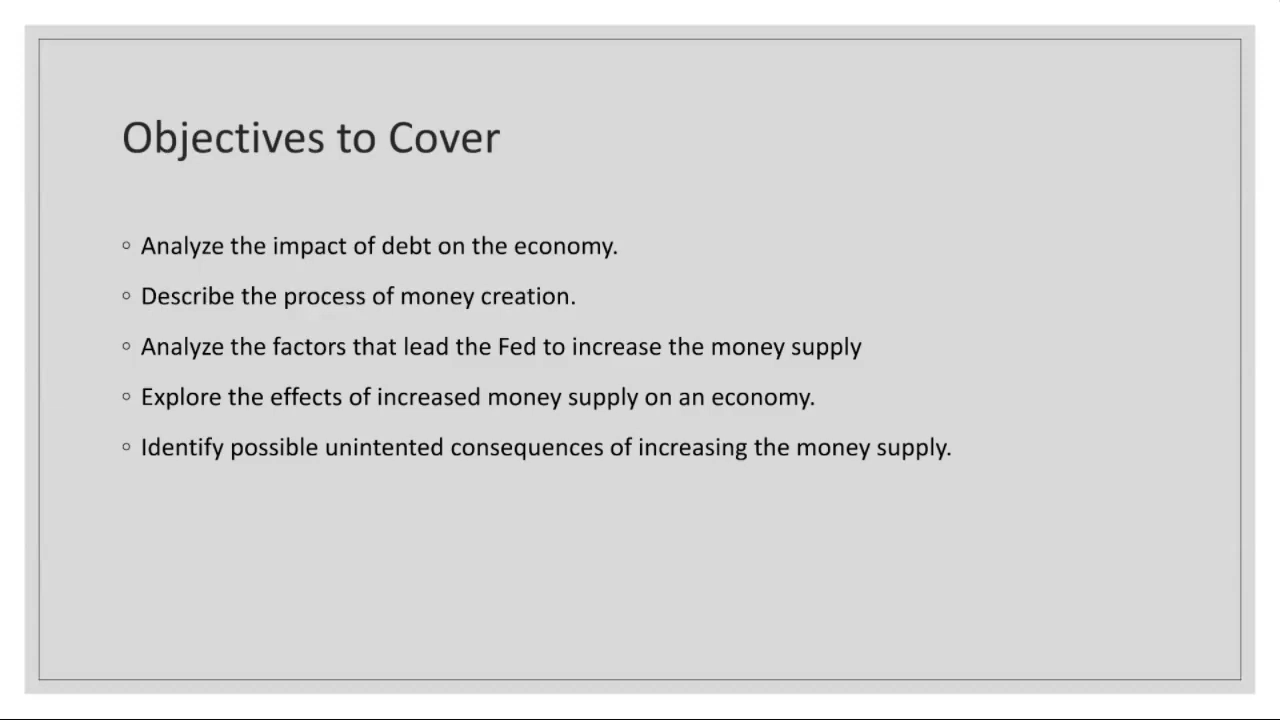 Objectives to Cover
◦ Analyze the impact of debt on the economy.
◦ Describe the process of money creation.
◦ Analyze the factors that lead the Fed to increase the money supply
◦ Explore the effects of increased money supply on an economy.
◦ Identify possible unintented consequences of increasing the money supply.